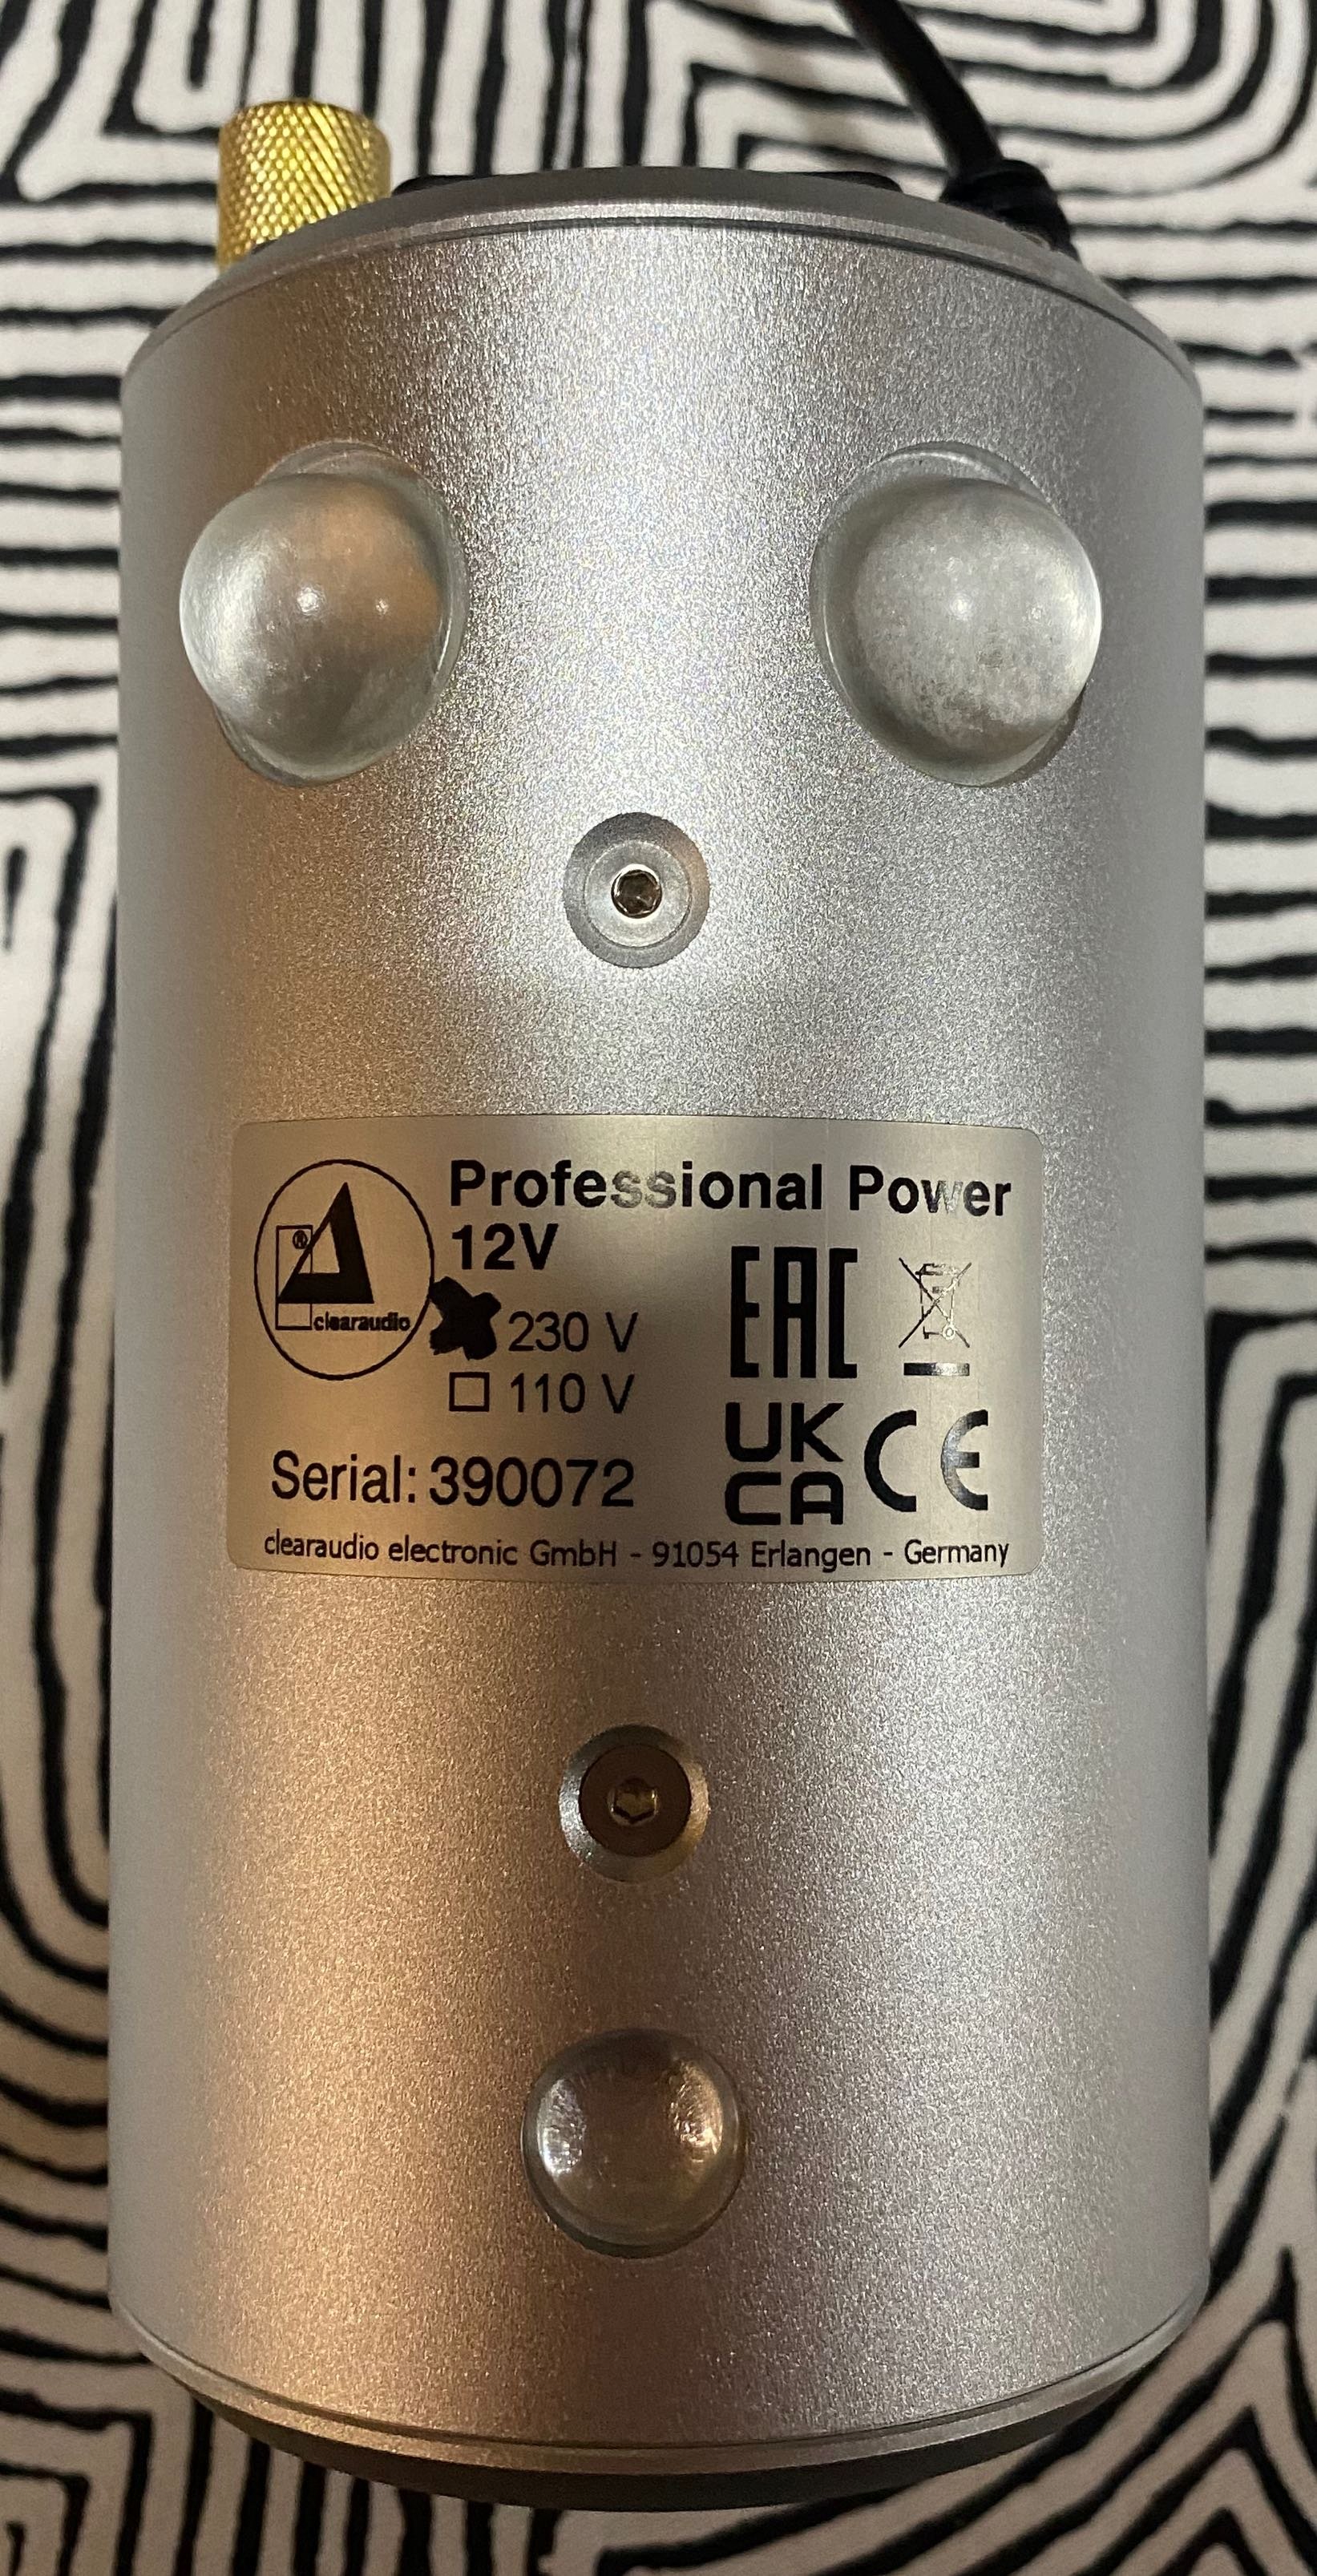 Professional Power
12V
®
clearaudio
230 V
110 V
EAC
UK
CA CE
Serial: 390072
clearaudio electronic GmbH - 91054 Erlangen - Germany